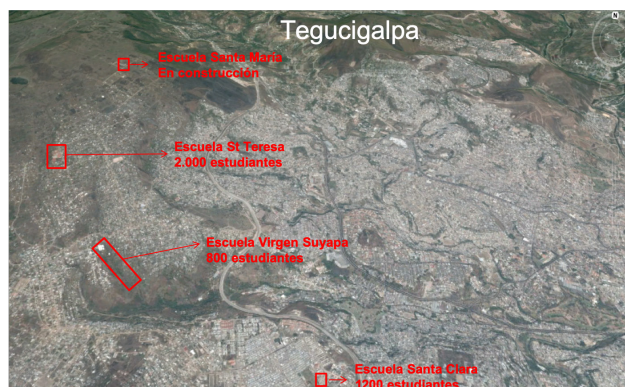 Tegucigalpa
Escuela Santa María
En construcción
Escuela St Teresa
2.000 estudiantes
Escuela Virgen Suyapa
800 estudiantes
Escuela Santa Clara
1200 estudiantes
N